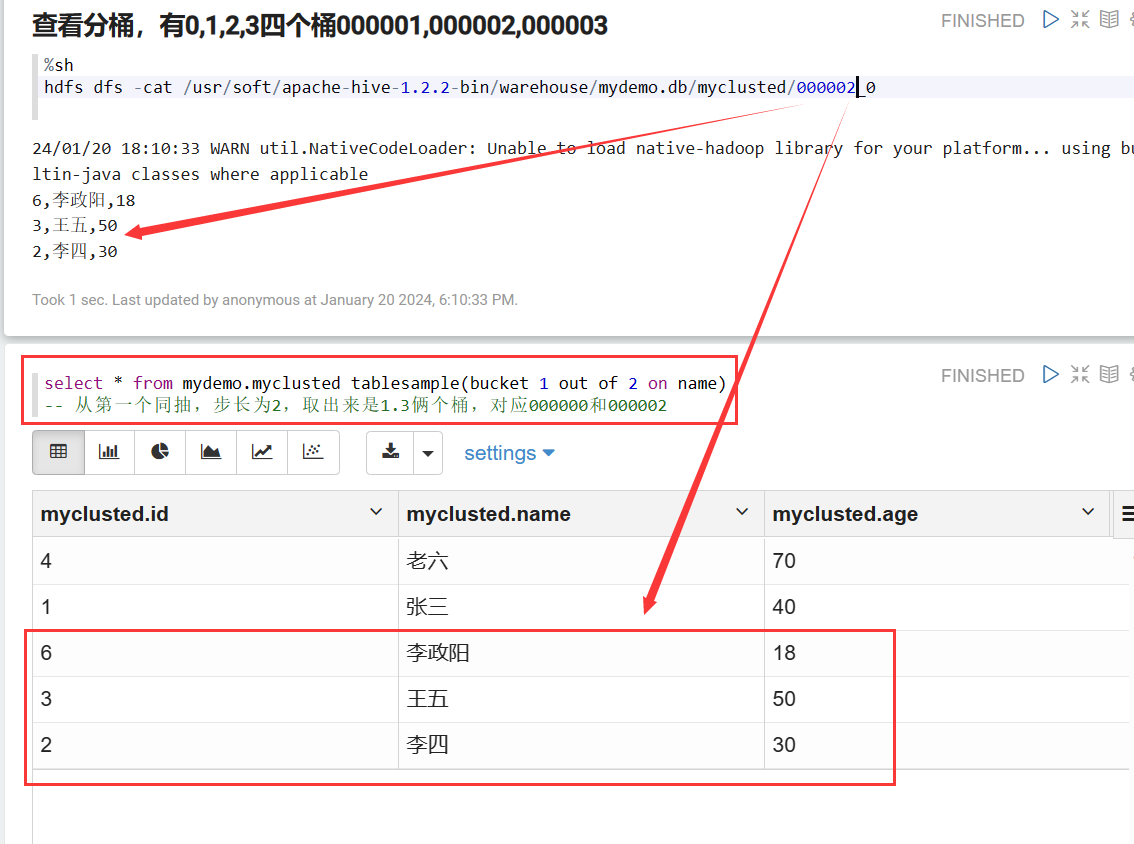 查看分桶，有0,1,2,3四个桶000001,000002,000003
FINISHED
%sh
hdfs dfs -cat /usr/soft/apache-hive-1.2.2-bin/warehouse/mydemo.db/myclusted/000002_0
24/01/20 18:10:33 WARN util.NativeCodeLoader: Unable to load native-hadoop library for your platform... using bu
ltin-java classes where applicable
6,李政阳,18
3,王五,50
2,李四,30
Took 1 sec. Last updated by anonymous at January 20 2024, 6:10:33 PM.
FINISHED
select * from mydemo.myclusted tablesample(bucket 1 out of 2 on name)
-- 从第一个同抽，步长为2，取出来是1.3俩个桶，对应000000和000002
settings
myclusted.id myclusted.name myclusted.age
4 老六 70
1 张三 40
6 李政阳 18
3 王五 50
2 李四 30